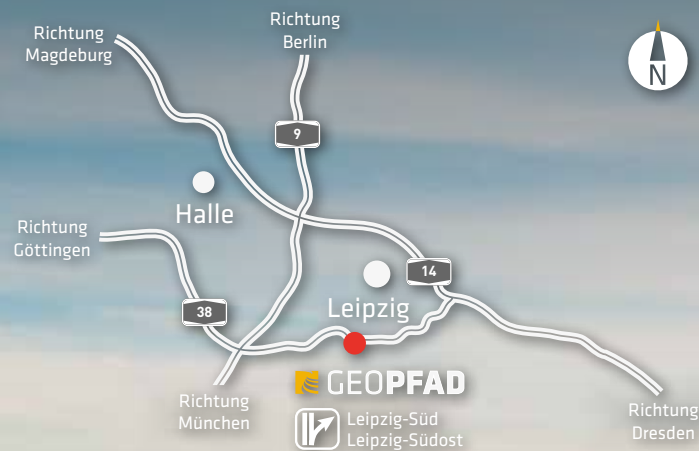 Richtung
Magdeburg
Richtung
Berlin
N
9
Halle
Richtung
Göttingen
14
38
Leipzig
GEOPFAD
Richtung
München
Leipzig-Süd
Leipzig-Südost
Richtung
Dresden